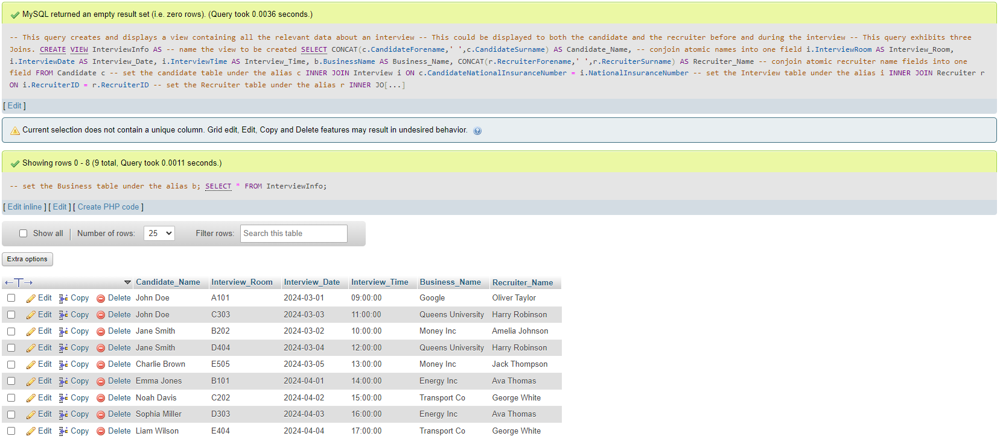 MySQL returned an empty result set (i.e. zero rows). (Query took 0.0036 seconds.)
-- This query creates and displays a view containing all the relevant data about an interview -- This could be displayed to both the candidate and the recruiter before and during the interview -- This query exhibits three
Joins. CREATE VIEW InterviewInfo AS -- name the view to be created SELECT CONCAT(c.CandidateForename,' ',c.CandidateSurname) AS Candidate_Name, -- conjoin atomic names into one field i.InterviewRoom AS Interview_Room,
i.InterviewDate AS Interview_Date, i.InterviewTime AS Interview_Time, b.BusinessName AS Business_Name, CONCAT(r.RecruiterForename,' ',r.RecruiterSurname) AS Recruiter_Name -- conjoin atomic recruiter name fields into one
field FROM Candidate c -- set the candidate table under the alias c INNER JOIN Interview i ON c.CandidateNationalInsuranceNumber = i.NationalInsuranceNumber -- set the Interview table under the alias i INNER JOIN Recruiter r
ON i.RecruiterID = r.RecruiterID -- set the Recruiter table under the alias r INNER JO[...]
[ Edit ]
Current selection does not contain a unique column. Grid edit, Edit, Copy and Delete features may result in undesired behavior.
Showing rows 0 - 8 (9 total, Query took 0.0011 seconds.)
-- set the Business table under the alias b; SELECT * FROM InterviewInfo;
[ Edit inline ] [ Edit ] [ Create PHP code ]
Show all | Number of rows: 25 Filter rows: Search this table
Extra options
←T→ Candidate_Name Interview_Room Interview_Date Interview_Time Business_Name Recruiter_Name
Edit Copy Delete John Doe A101 2024-03-01 09:00:00 Google Oliver Taylor
Edit Copy Delete John Doe C303 2024-03-03 11:00:00 Queens University Harry Robinson
Edit Copy Delete Jane Smith B202 2024-03-02 10:00:00 Money Inc Amelia Johnson
Edit Copy Delete Jane Smith D404 2024-03-04 12:00:00 Queens University Harry Robinson
Edit Copy Delete Charlie Brown E505 2024-03-05 13:00:00 Money Inc Jack Thompson
Edit Copy Delete Emma Jones B101 2024-04-01 14:00:00 Energy Inc Ava Thomas
Edit Copy Delete Noah Davis C202 2024-04-02 15:00:00 Transport Co George White
Edit Copy Delete Sophia Miller D303 2024-04-03 16:00:00 Energy Inc Ava Thomas
Edit Copy Delete Liam Wilson E404 2024-04-04 17:00:00 Transport Co George White